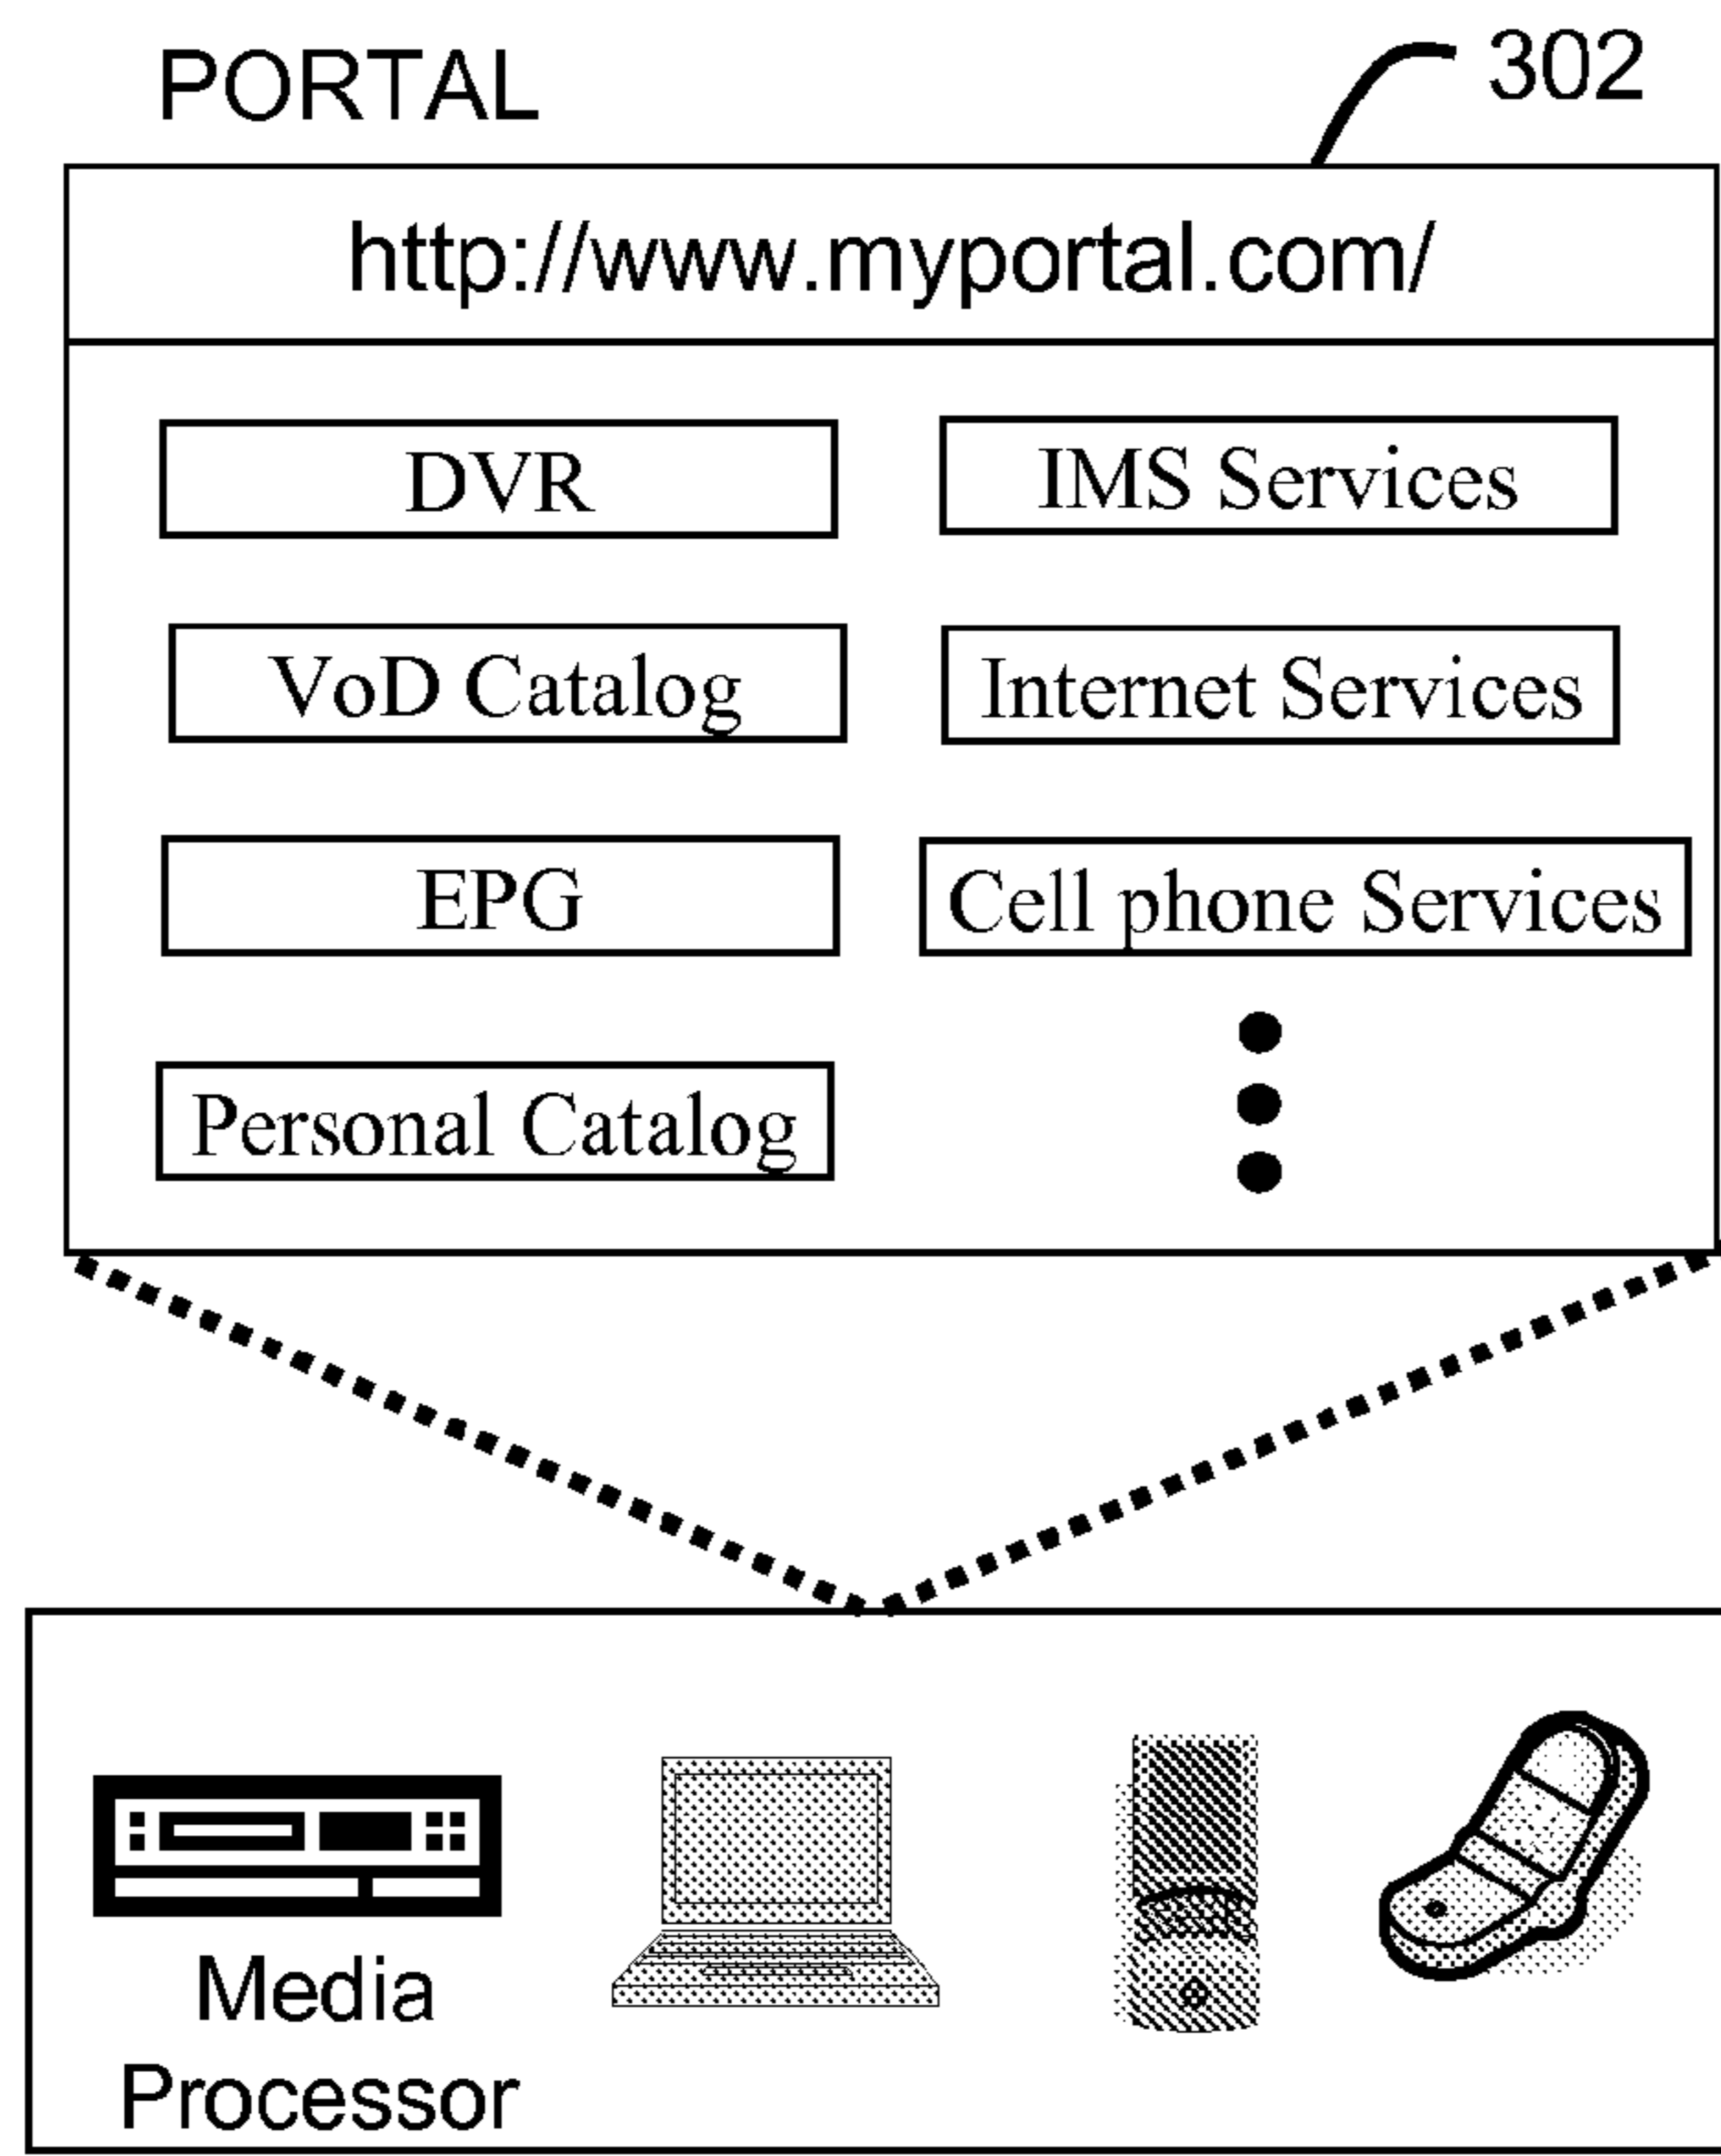 PORTAL
302
http://www.myportal.com/
DVR
IMS Services
VoD Catalog
Internet Services
EPG
Cell phone Services
Personal Catalog
Media
Processor